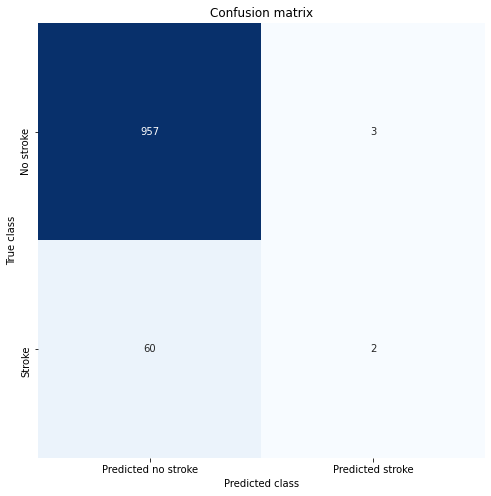 Confusion matrix
True class
No stroke
957
3
Stroke
60
2
Predicted no stroke
Predicted stroke
Predicted class